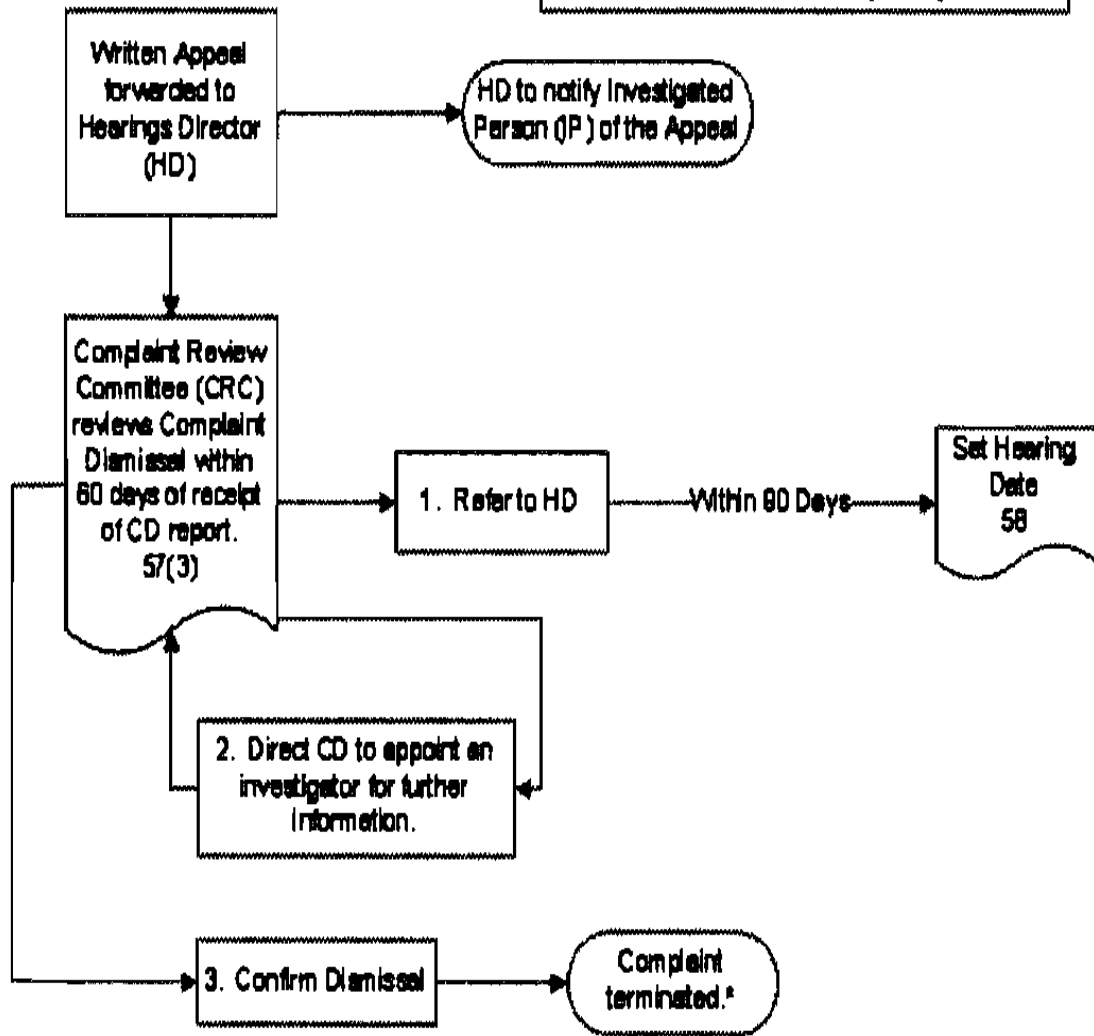 Written Appeal
forwarded to
Hearings Director
(HD)
HD to notify Investigated
Person (IP) of the Appeal
Complaint Review
Committee (CRC)
reviews Complaint
Dismissal within
60 days of receipt
of CD report.
57(3)
1. Refer to HD
Within 90 Days
Set Hearing
Date
58
2. Direct CD to appoint an
investigator for further
information.
3. Confirm Dismissal
Complaint
terminated.*